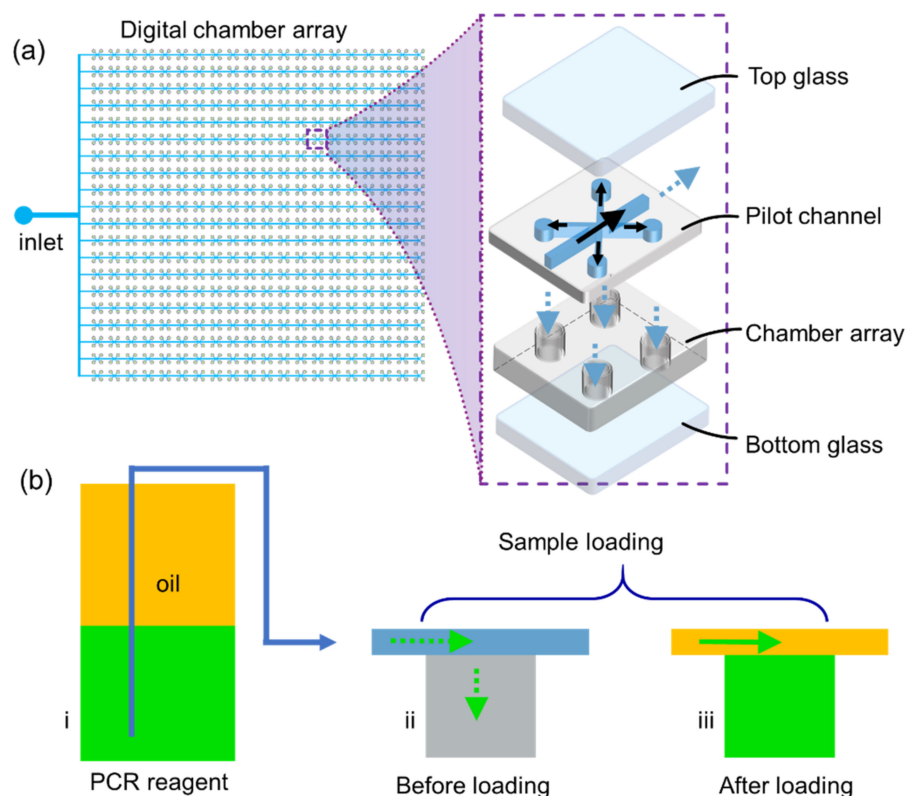 (a)
Digital chamber array
inlet
Top glass
Pilot channel
Chamber array
Bottom glass
(b)
oil
i
PCR reagent
Sample loading
ii
Before loading
iii
After loading